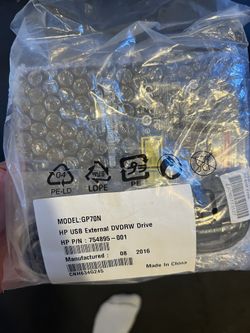 04
PE-LD
LDPE
PE
MODEL:GP70N
HP USB External DVDRW Drive
HP P/N : 754895-001
Manufactured : 08 2016
Made In China